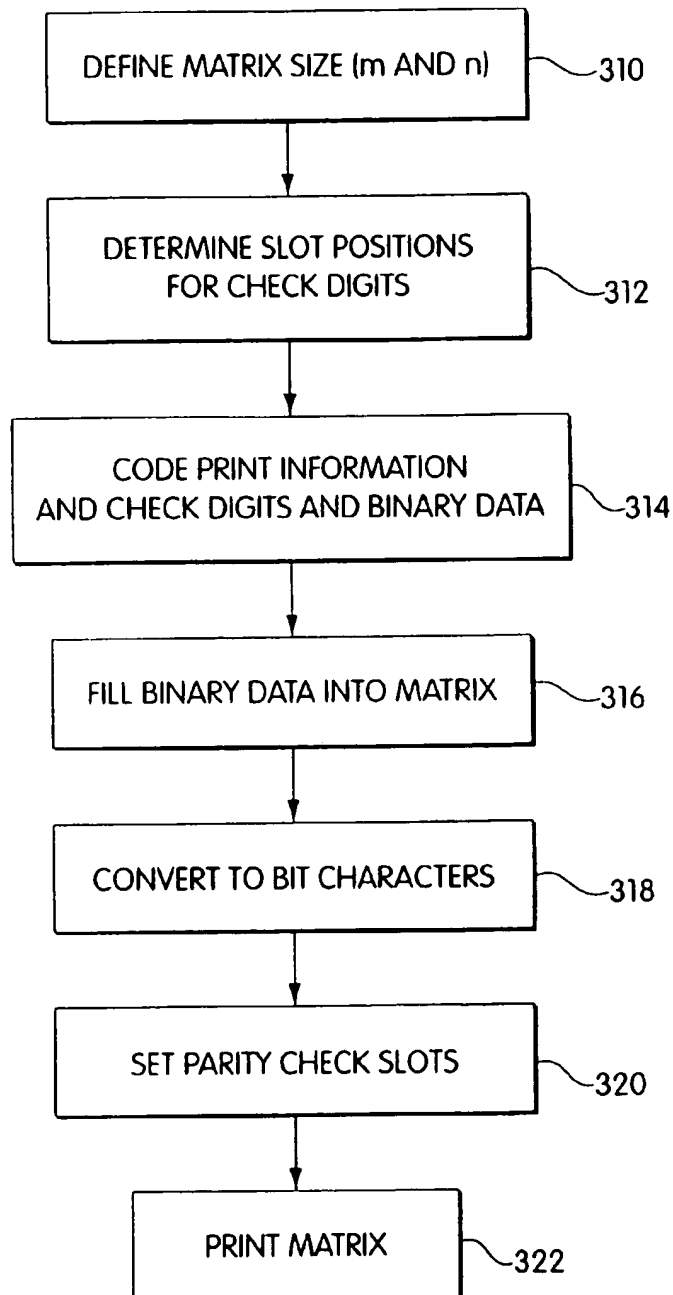 DEFINE MATRIX SIZE (m AND n)
310
DETERMINE SLOT POSITIONS
FOR CHECK DIGITS
312
CODE PRINT INFORMATION
AND CHECK DIGITS AND BINARY DATA
314
FILL BINARY DATA INTO MATRIX
316
CONVERT TO BIT CHARACTERS
318
SET PARITY CHECK SLOTS
320
PRINT MATRIX
322